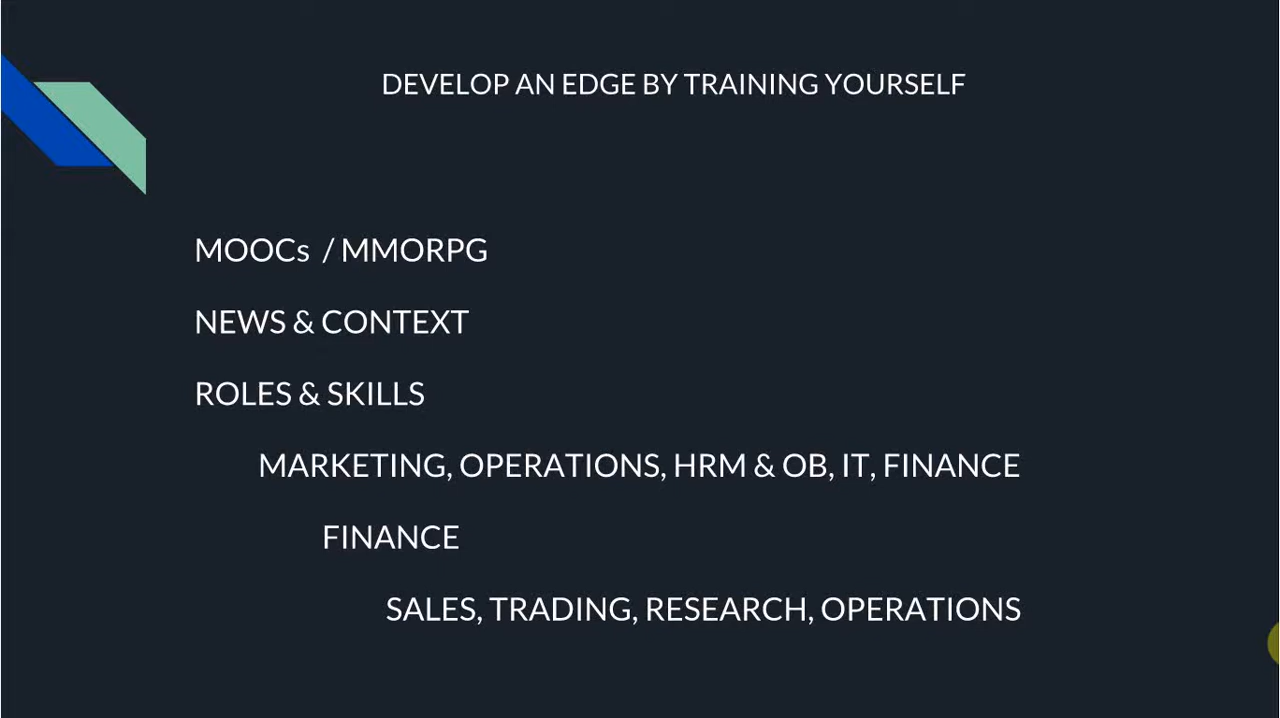 DEVELOP AN EDGE BY TRAINING YOURSELF
MOOCs / MMORPG
NEWS & CONTEXT
ROLES & SKILLS
MARKETING, OPERATIONS, HRM & OB, IT, FINANCE
FINANCE
SALES, TRADING, RESEARCH, OPERATIONS